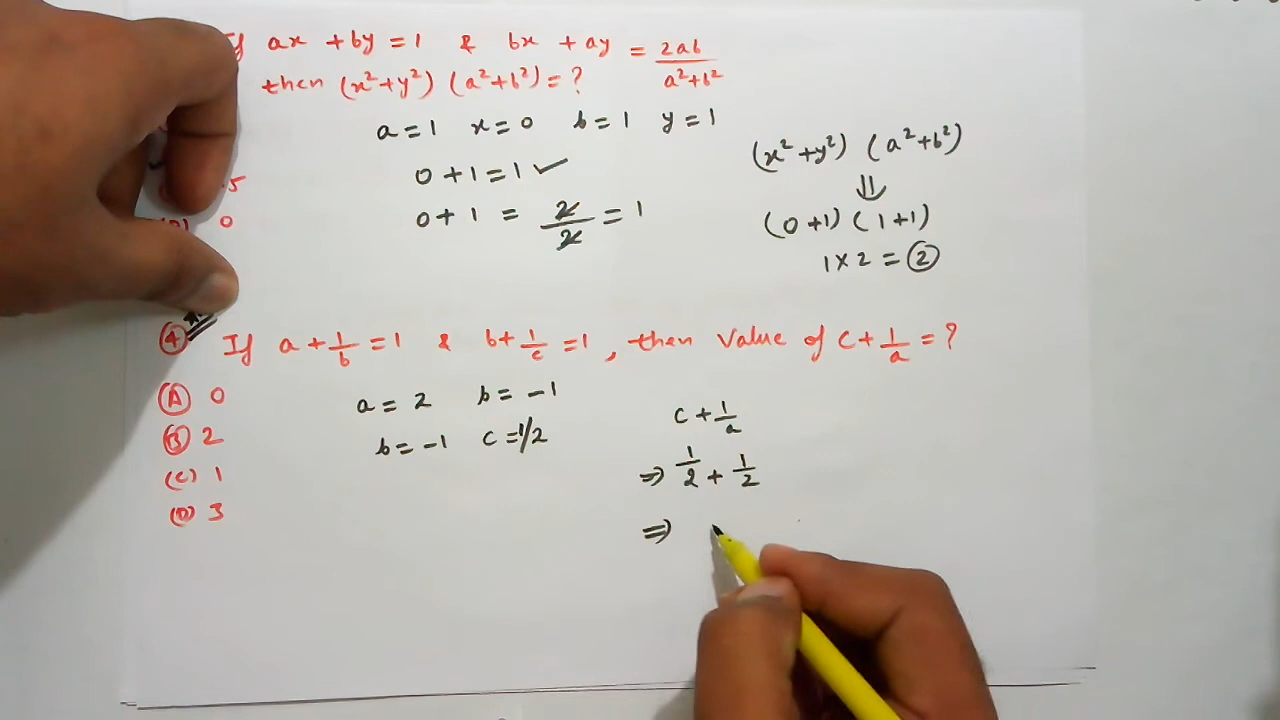 If ax + by = 1 & bx + ay = 2ab / a²+b²
then (x²+y²) (a²+b²) = ?
a = 1 x = 0 b = 1 y = 1
0 + 1 = 1 ✓
.5
0 + 1 = 2/2 = 1
0
(x²+y²) (a²+b²)
⇓
(0+1) (1+1)
1 × 2 = 2
4 If a + 1/b = 1 & b + 1/c = 1 , then Value of c + 1/a = ?
(A) 0
(B) 2
(C) 1
(D) 3
a = 2 b = -1
b = -1 c = 1/2
c + 1/a
⇒ 1/2 + 1/2
⇒